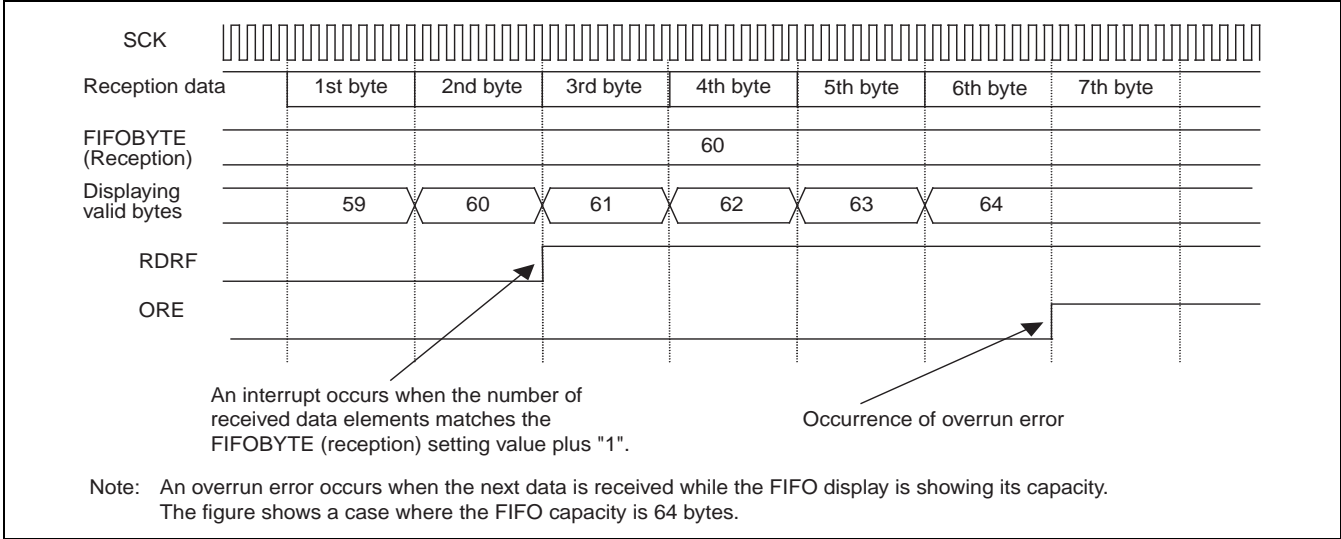 SCK
Reception data 1st byte 2nd byte 3rd byte 4th byte 5th byte 6th byte 7th byte
FIFOBYTE
(Reception)
60
Displaying
valid bytes
59 60 61 62 63 64
RDRF
ORE
An interrupt occurs when the number of
received data elements matches the
FIFOBYTE (reception) setting value plus "1".
Occurrence of overrun error
Note: An overrun error occurs when the next data is received while the FIFO display is showing its capacity.
The figure shows a case where the FIFO capacity is 64 bytes.